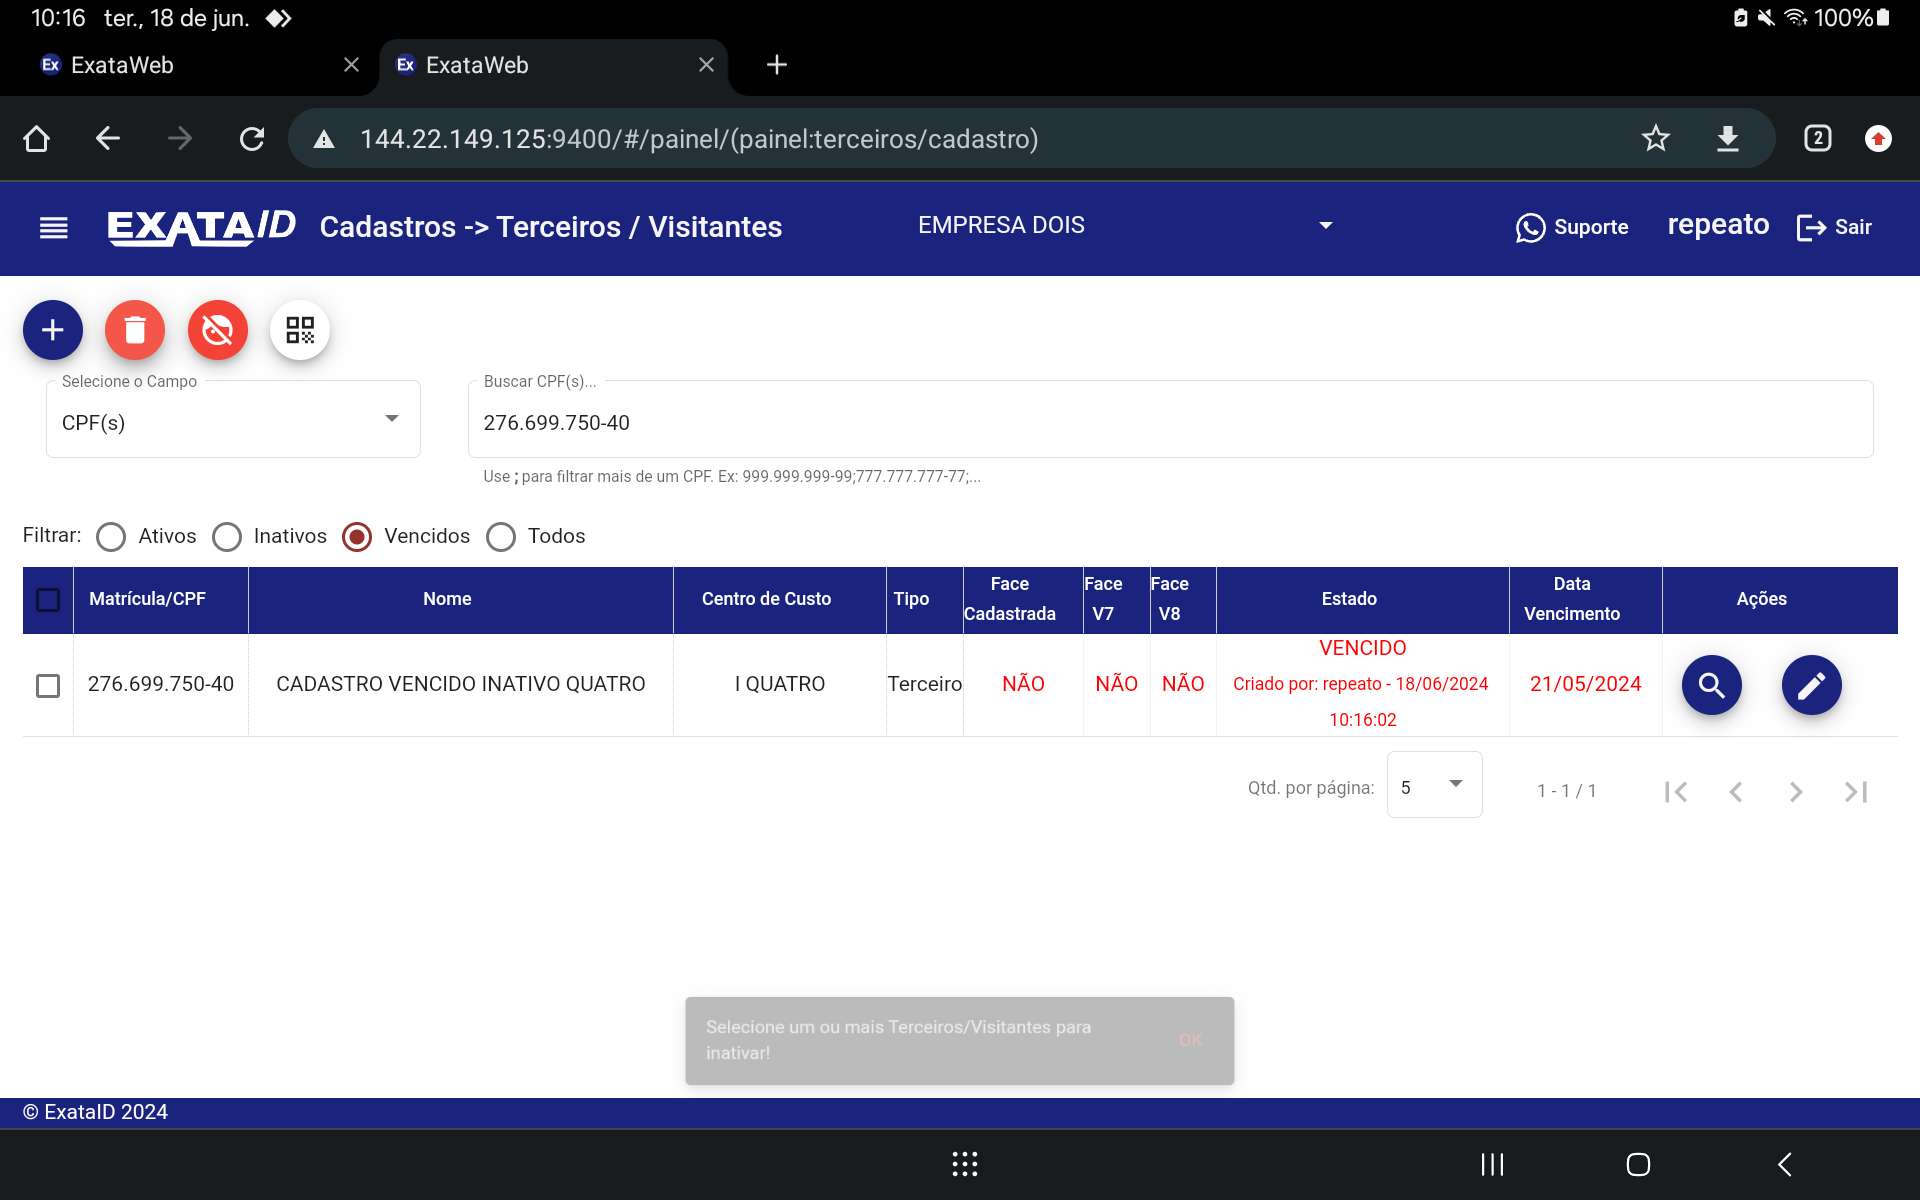 10:16 ter., 18 de jun. 100%
Ex ExataWeb Ex ExataWeb
144.22.149.125:9400/#/painel/(painel:terceiros/cadastro) 2
EXATAID Cadastros -> Terceiros / Visitantes EMPRESA DOIS Suporte repeato Sair
Selecione o Campo Buscar CPF(s)...
CPF(s) 276.699.750-40
Use ; para filtrar mais de um CPF. Ex: 999.999.999-99;777.777.777-77;...
Filtrar: Ativos Inativos Vencidos Todos
Matrícula/CPF Nome Centro de Custo Tipo Face Cadastrada Face V7 Face V8 Estado Data Vencimento Ações
VENCIDO
276.699.750-40 CADASTRO VENCIDO INATIVO QUATRO I QUATRO Terceiro NÃO NÃO NÃO Criado por: repeato - 18/06/2024 21/05/2024
10:16:02
Qtd. por página: 5 1 - 1 / 1
Selecione um ou mais Terceiros/Visitantes para
inativar! OK
© ExataID 2024